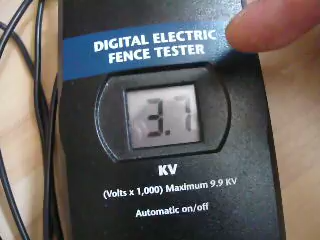 DIGITAL ELECTRIC
FENCE TESTER
3.7
KV
(Volts x 1,000) Maximum 9.9 KV
Automatic on/off